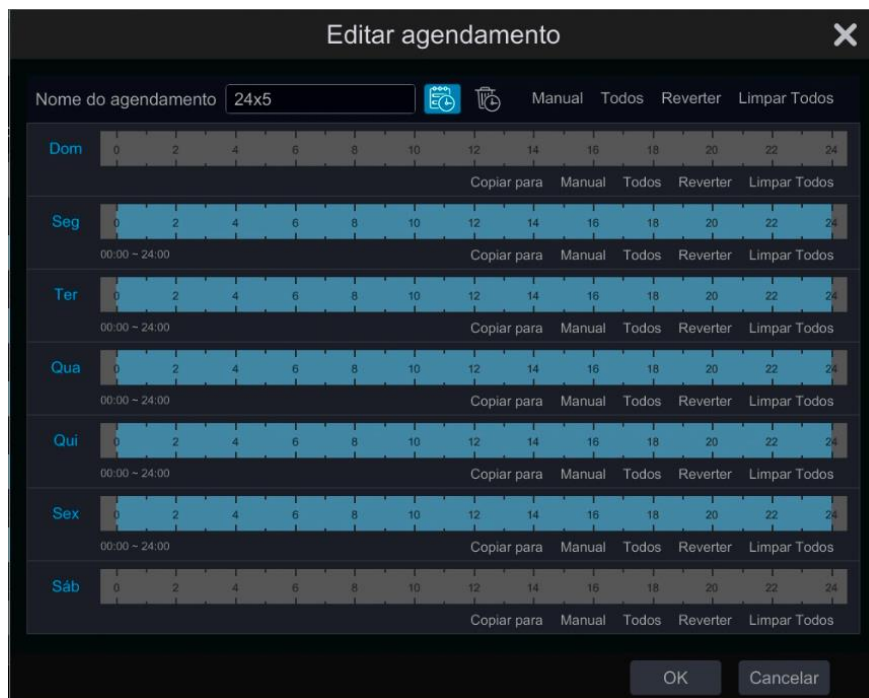 Editar agendamento
Nome do agendamento 24x5 Manual Todos Reverter Limpar Todos
Dom 0 2 4 6 8 10 12 14 16 18 20 22 24
Copiar para Manual Todos Reverter Limpar Todos
Seg 0 2 4 6 8 10 12 14 16 18 20 22 24
00:00 ~ 24:00 Copiar para Manual Todos Reverter Limpar Todos
Ter 0 2 4 6 8 10 12 14 16 18 20 22 24
00:00 ~ 24:00 Copiar para Manual Todos Reverter Limpar Todos
Qua 0 2 4 6 8 10 12 14 16 18 20 22 24
00:00 ~ 24:00 Copiar para Manual Todos Reverter Limpar Todos
Qui 0 2 4 6 8 10 12 14 16 18 20 22 24
00:00 ~ 24:00 Copiar para Manual Todos Reverter Limpar Todos
Sex 0 2 4 6 8 10 12 14 16 18 20 22 24
00:00 ~ 24:00 Copiar para Manual Todos Reverter Limpar Todos
Sáb 0 2 4 6 8 10 12 14 16 18 20 22 24
Copiar para Manual Todos Reverter Limpar Todos
OK Cancelar